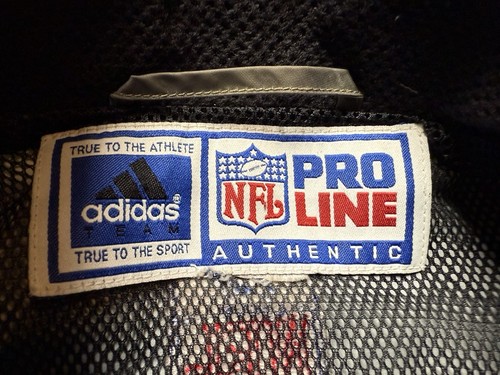 TRUE TO THE ATHLETE
adidas®
TEAM
TRUE TO THE SPORT
NFL
PRO
LINE
AUTHENTIC